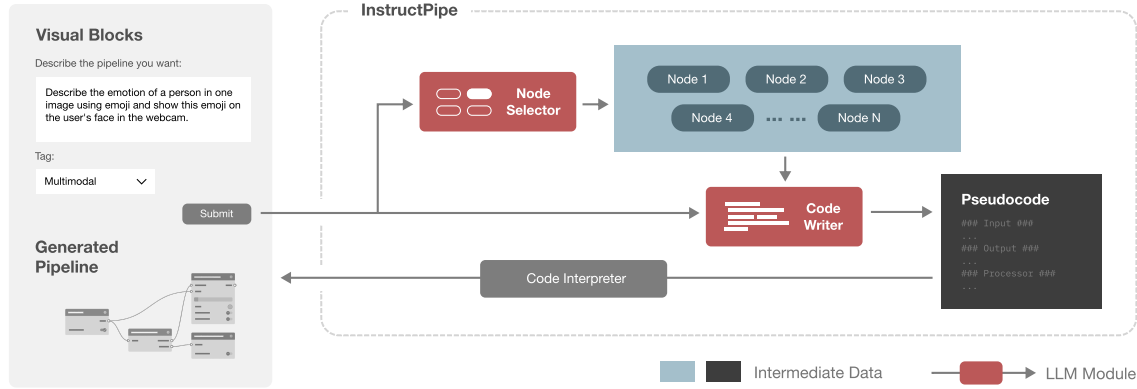 InstructPipe
Visual Blocks
Describe the pipeline you want:
Describe the emotion of a person in one
image using emoji and show this emoji on
the user's face in the webcam.
Tag:
Multimodal
Submit
Generated
Pipeline
Node
Selector
Node 1
Node 2
Node 3
Node 4
... ...
Node N
Code
Writer
Pseudocode
### Input ###
...
### Output ###
...
### Processor ###
...
Code Interpreter
Intermediate Data
LLM Module